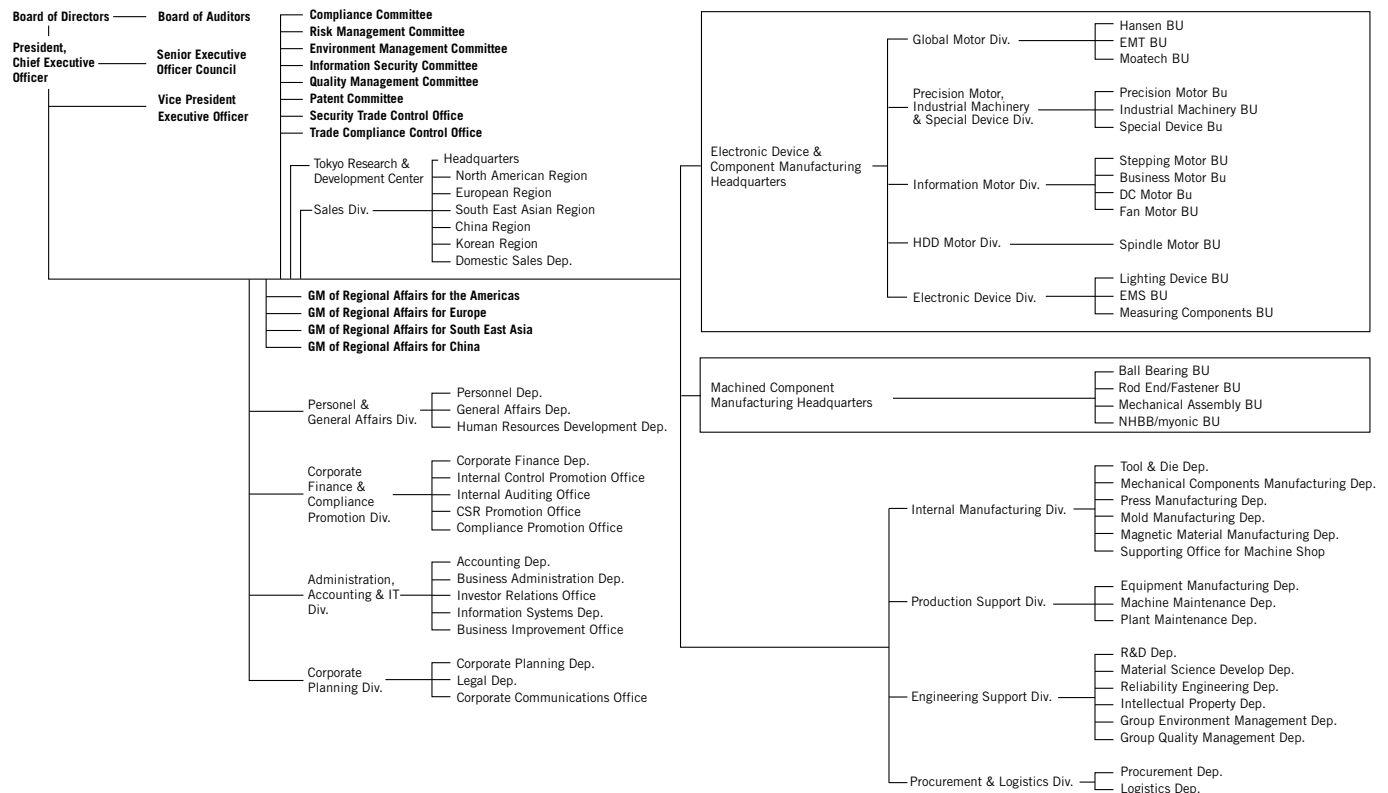 Board of Directors
Board of Auditors
President,
Chief Executive
Officer
Senior Executive
Officer Council
Vice President
Executive Officer
Compliance Committee
Risk Management Committee
Environment Management Committee
Information Security Committee
Quality Management Committee
Patent Committee
Security Trade Control Office
Trade Compliance Control Office
Tokyo Research &
Development Center
Sales Div.
Headquarters
North American Region
European Region
South East Asian Region
China Region
Korean Region
Domestic Sales Dep.
GM of Regional Affairs for the Americas
GM of Regional Affairs for Europe
GM of Regional Affairs for South East Asia
GM of Regional Affairs for China
Personel &
General Affairs Div.
Personnel Dep.
General Affairs Dep.
Human Resources Development Dep.
Corporate
Finance &
Compliance
Promotion Div.
Corporate Finance Dep.
Internal Control Promotion Office
Internal Auditing Office
CSR Promotion Office
Compliance Promotion Office
Administration,
Accounting & IT
Div.
Accounting Dep.
Business Administration Dep.
Investor Relations Office
Information Systems Dep.
Business Improvement Office
Corporate
Planning Div.
Corporate Planning Dep.
Legal Dep.
Corporate Communications Office
Electronic Device &
Component Manufacturing
Headquarters
Global Motor Div.
Hansen BU
EMT BU
Moatech BU
Precision Motor,
Industrial Machinery
& Special Device Div.
Precision Motor Bu
Industrial Machinery BU
Special Device Bu
Information Motor Div.
Stepping Motor BU
Business Motor Bu
DC Motor Bu
Fan Motor BU
HDD Motor Div.
Spindle Motor BU
Electronic Device Div.
Lighting Device BU
EMS BU
Measuring Components BU
Machined Component
Manufacturing Headquarters
Ball Bearing BU
Rod End/Fastener BU
Mechanical Assembly BU
NHBB/myonic BU
Internal Manufacturing Div.
Tool & Die Dep.
Mechanical Components Manufacturing Dep.
Press Manufacturing Dep.
Mold Manufacturing Dep.
Magnetic Material Manufacturing Dep.
Supporting Office for Machine Shop
Production Support Div.
Equipment Manufacturing Dep.
Machine Maintenance Dep.
Plant Maintenance Dep.
Engineering Support Div.
R&D Dep.
Material Science Develop Dep.
Reliability Engineering Dep.
Intellectual Property Dep.
Group Environment Management Dep.
Group Quality Management Dep.
Procurement & Logistics Div.
Procurement Dep.
Logistics Dep.